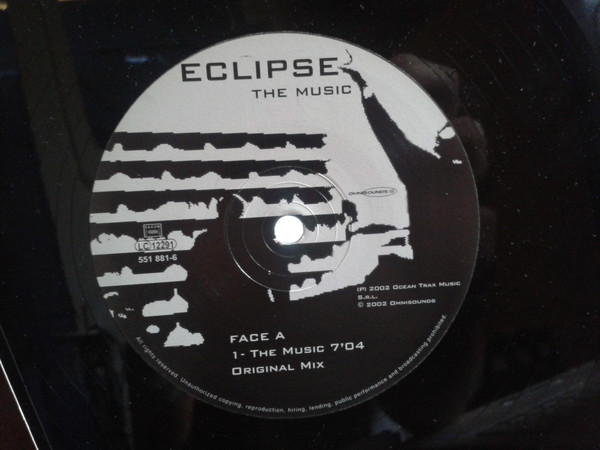 ECLIPSE
THE MUSIC
OMNISOUNDS
LC 12291
551 881-6
(P) 2002 OCEAN TRAX MUSIC
S.R.L.
© 2002 OMNISOUNDS
FACE A
1- THE MUSIC 7'04
ORIGINAL MIX
All rights reserved. Unauthorized copying, reproduction, hiring, lending, public performance and broadcasting prohibited.